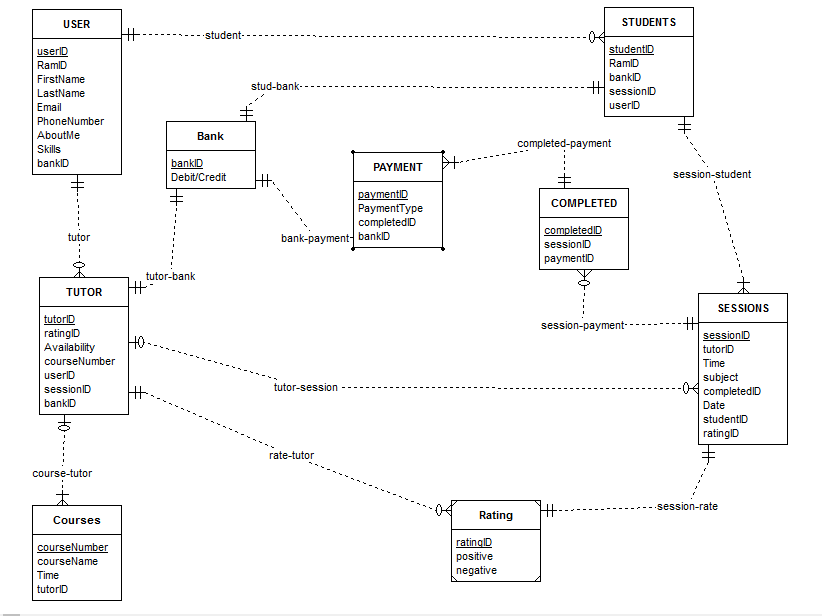 USER
userID
RamID
FirstName
LastName
Email
PhoneNumber
AboutMe
Skills
bankID
student
STUDENTS
studentID
RamID
bankID
sessionID
userID
stud-bank
Bank
bankID
Debit/Credit
PAYMENT
paymentID
PaymentType
completedID
bankID
completed-payment
COMPLETED
completedID
sessionID
paymentID
session-student
tutor
tutor-bank
bank-payment
TUTOR
tutorID
ratingID
Availability
courseNumber
userID
sessionID
bankID
session-payment
SESSIONS
sessionID
tutorID
Time
subject
completedID
Date
studentID
ratingID
tutor-session
rate-tutor
course-tutor
Courses
courseNumber
courseName
Time
tutorID
Rating
ratingID
positive
negative
session-rate